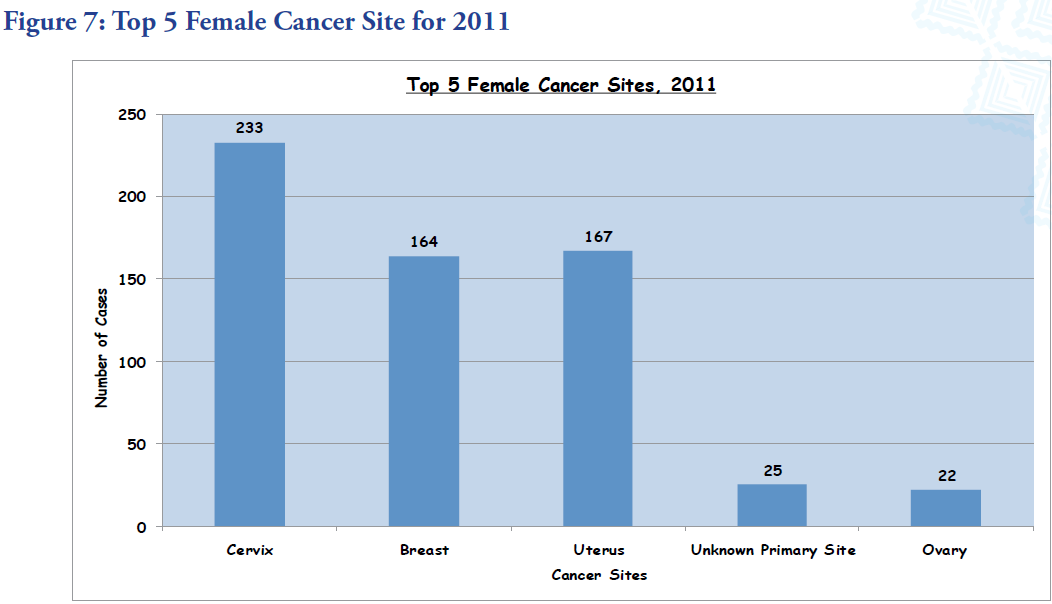 Figure 7: Top 5 Female Cancer Site for 2011
Top 5 Female Cancer Sites, 2011
Number of Cases
250
200
150
100
50
0
233
164
167
25
22
Cervix Breast Uterus Unknown Primary Site Ovary
Cancer Sites